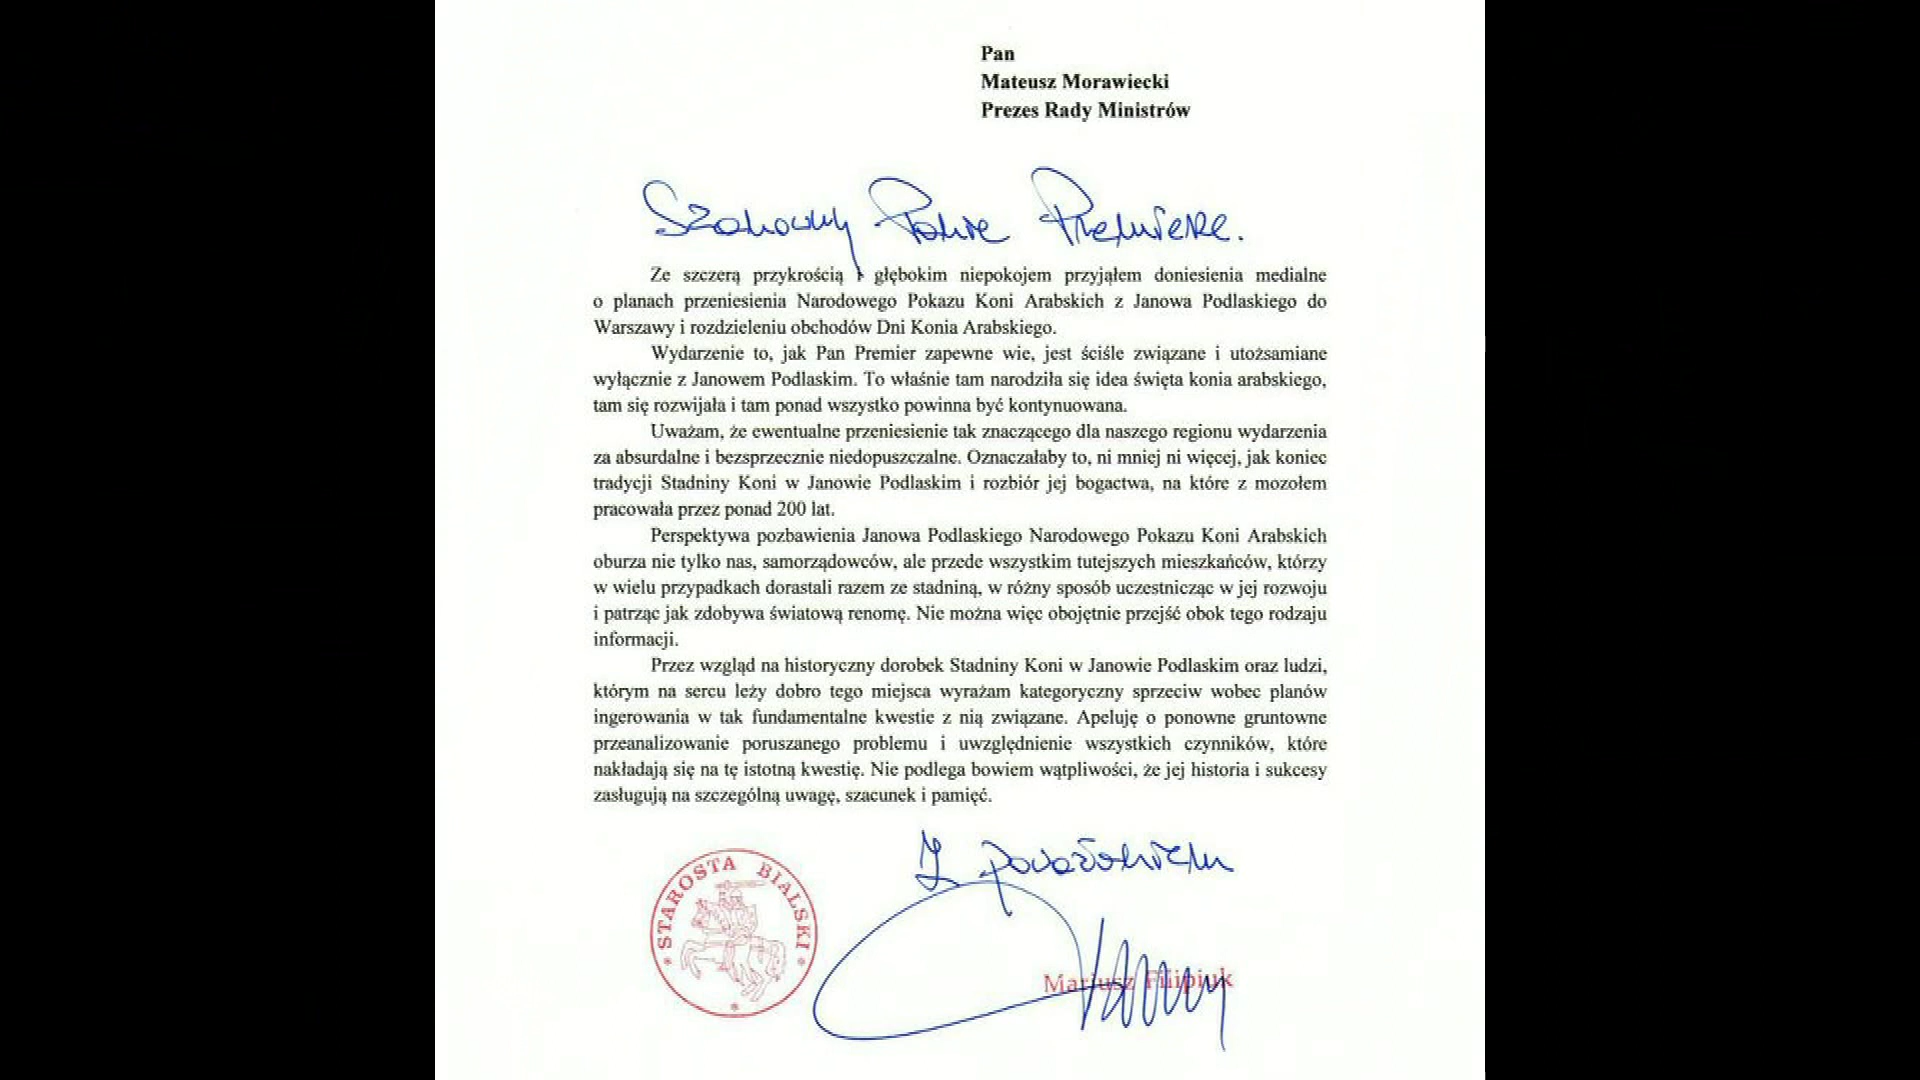 Pan
Mateusz Morawiecki
Prezes Rady Ministrów
Szanowny Panie Premierze.
Ze szczerą przykrością i głębokim niepokojem przyjąłem doniesienia medialne
o planach przeniesienia Narodowego Pokazu Koni Arabskich z Janowa Podlaskiego do
Warszawy i rozdzieleniu obchodów Dni Konia Arabskiego.
Wydarzenie to, jak Pan Premier zapewne wie, jest ściśle związane i utożsamiane
wyłącznie z Janowem Podlaskim. To właśnie tam narodziła się idea święta konia arabskiego,
tam się rozwijała i tam ponad wszystko powinna być kontynuowana.
Uważam, że ewentualne przeniesienie tak znaczącego dla naszego regionu wydarzenia
za absurdalne i bezsprzecznie niedopuszczalne. Oznaczałaby to, ni mniej ni więcej, jak koniec
tradycji Stadniny Koni w Janowie Podlaskim i rozbiór jej bogactwa, na które z mozołem
pracowała przez ponad 200 lat.
Perspektywa pozbawienia Janowa Podlaskiego Narodowego Pokazu Koni Arabskich
oburza nie tylko nas, samorządowców, ale przede wszystkim tutejszych mieszkańców, którzy
w wielu przypadkach dorastali razem ze stadniną, w różny sposób uczestnicząc w jej rozwoju
i patrząc jak zdobywa światową renomę. Nie można więc obojętnie przejść obok tego rodzaju
informacji.
Przez wzgląd na historyczny dorobek Stadniny Koni w Janowie Podlaskim oraz ludzi,
którym na sercu leży dobro tego miejsca wyrażam kategoryczny sprzeciw wobec planów
ingerowania w tak fundamentalne kwestie z nią związane. Apeluję o ponowne gruntowne
przeanalizowanie poruszanego problemu i uwzględnienie wszystkich czynników, które
nakładają się na tę istotną kwestię. Nie podlega bowiem wątpliwości, że jej historia i sukcesy
zasługują na szczególną uwagę, szacunek i pamięć.
Z poważaniem
* STAROSTA BIALSKI * *
Mariusz Filipiuk